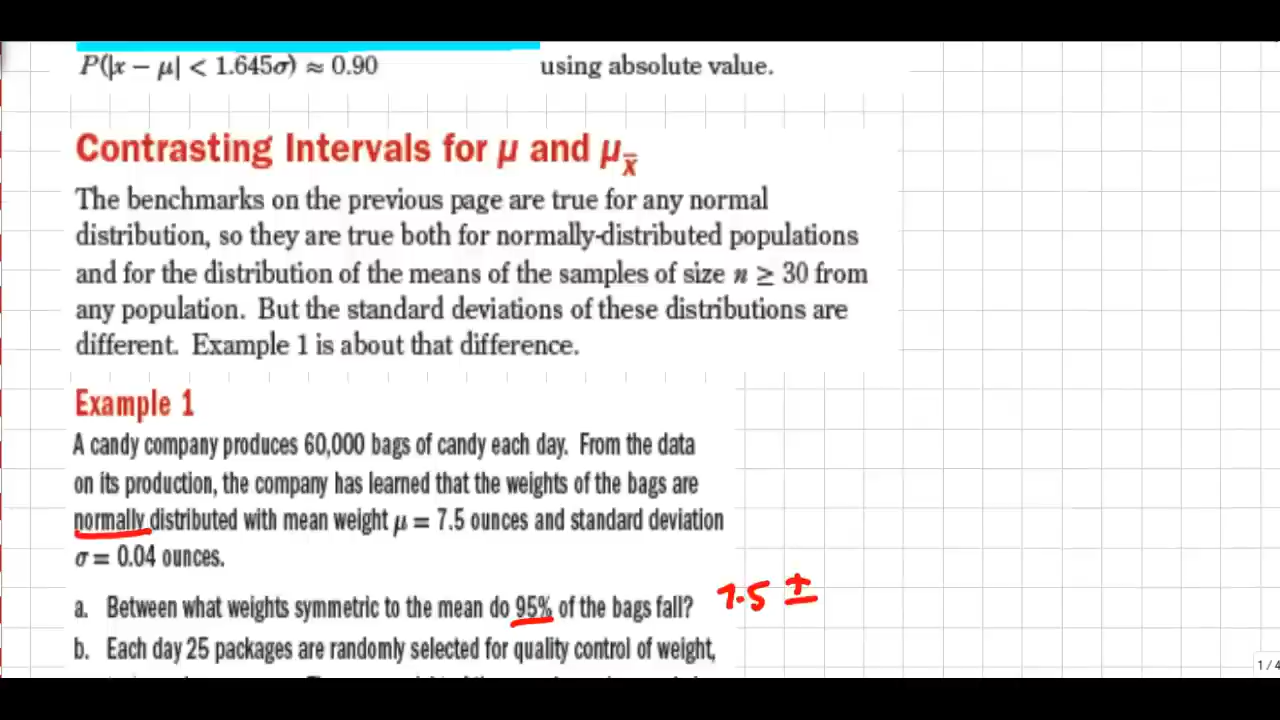 P(|x − μ| < 1.645σ) ≈ 0.90 using absolute value.
Contrasting Intervals for μ and μx̄
The benchmarks on the previous page are true for any normal
distribution, so they are true both for normally-distributed populations
and for the distribution of the means of the samples of size n ≥ 30 from
any population. But the standard deviations of these distributions are
different. Example 1 is about that difference.
Example 1
A candy company produces 60,000 bags of candy each day. From the data
on its production, the company has learned that the weights of the bags are
normally distributed with mean weight μ = 7.5 ounces and standard deviation
σ = 0.04 ounces.
a. Between what weights symmetric to the mean do 95% of the bags fall? 7.5 ±
b. Each day 25 packages are randomly selected for quality control of weight,
1/4